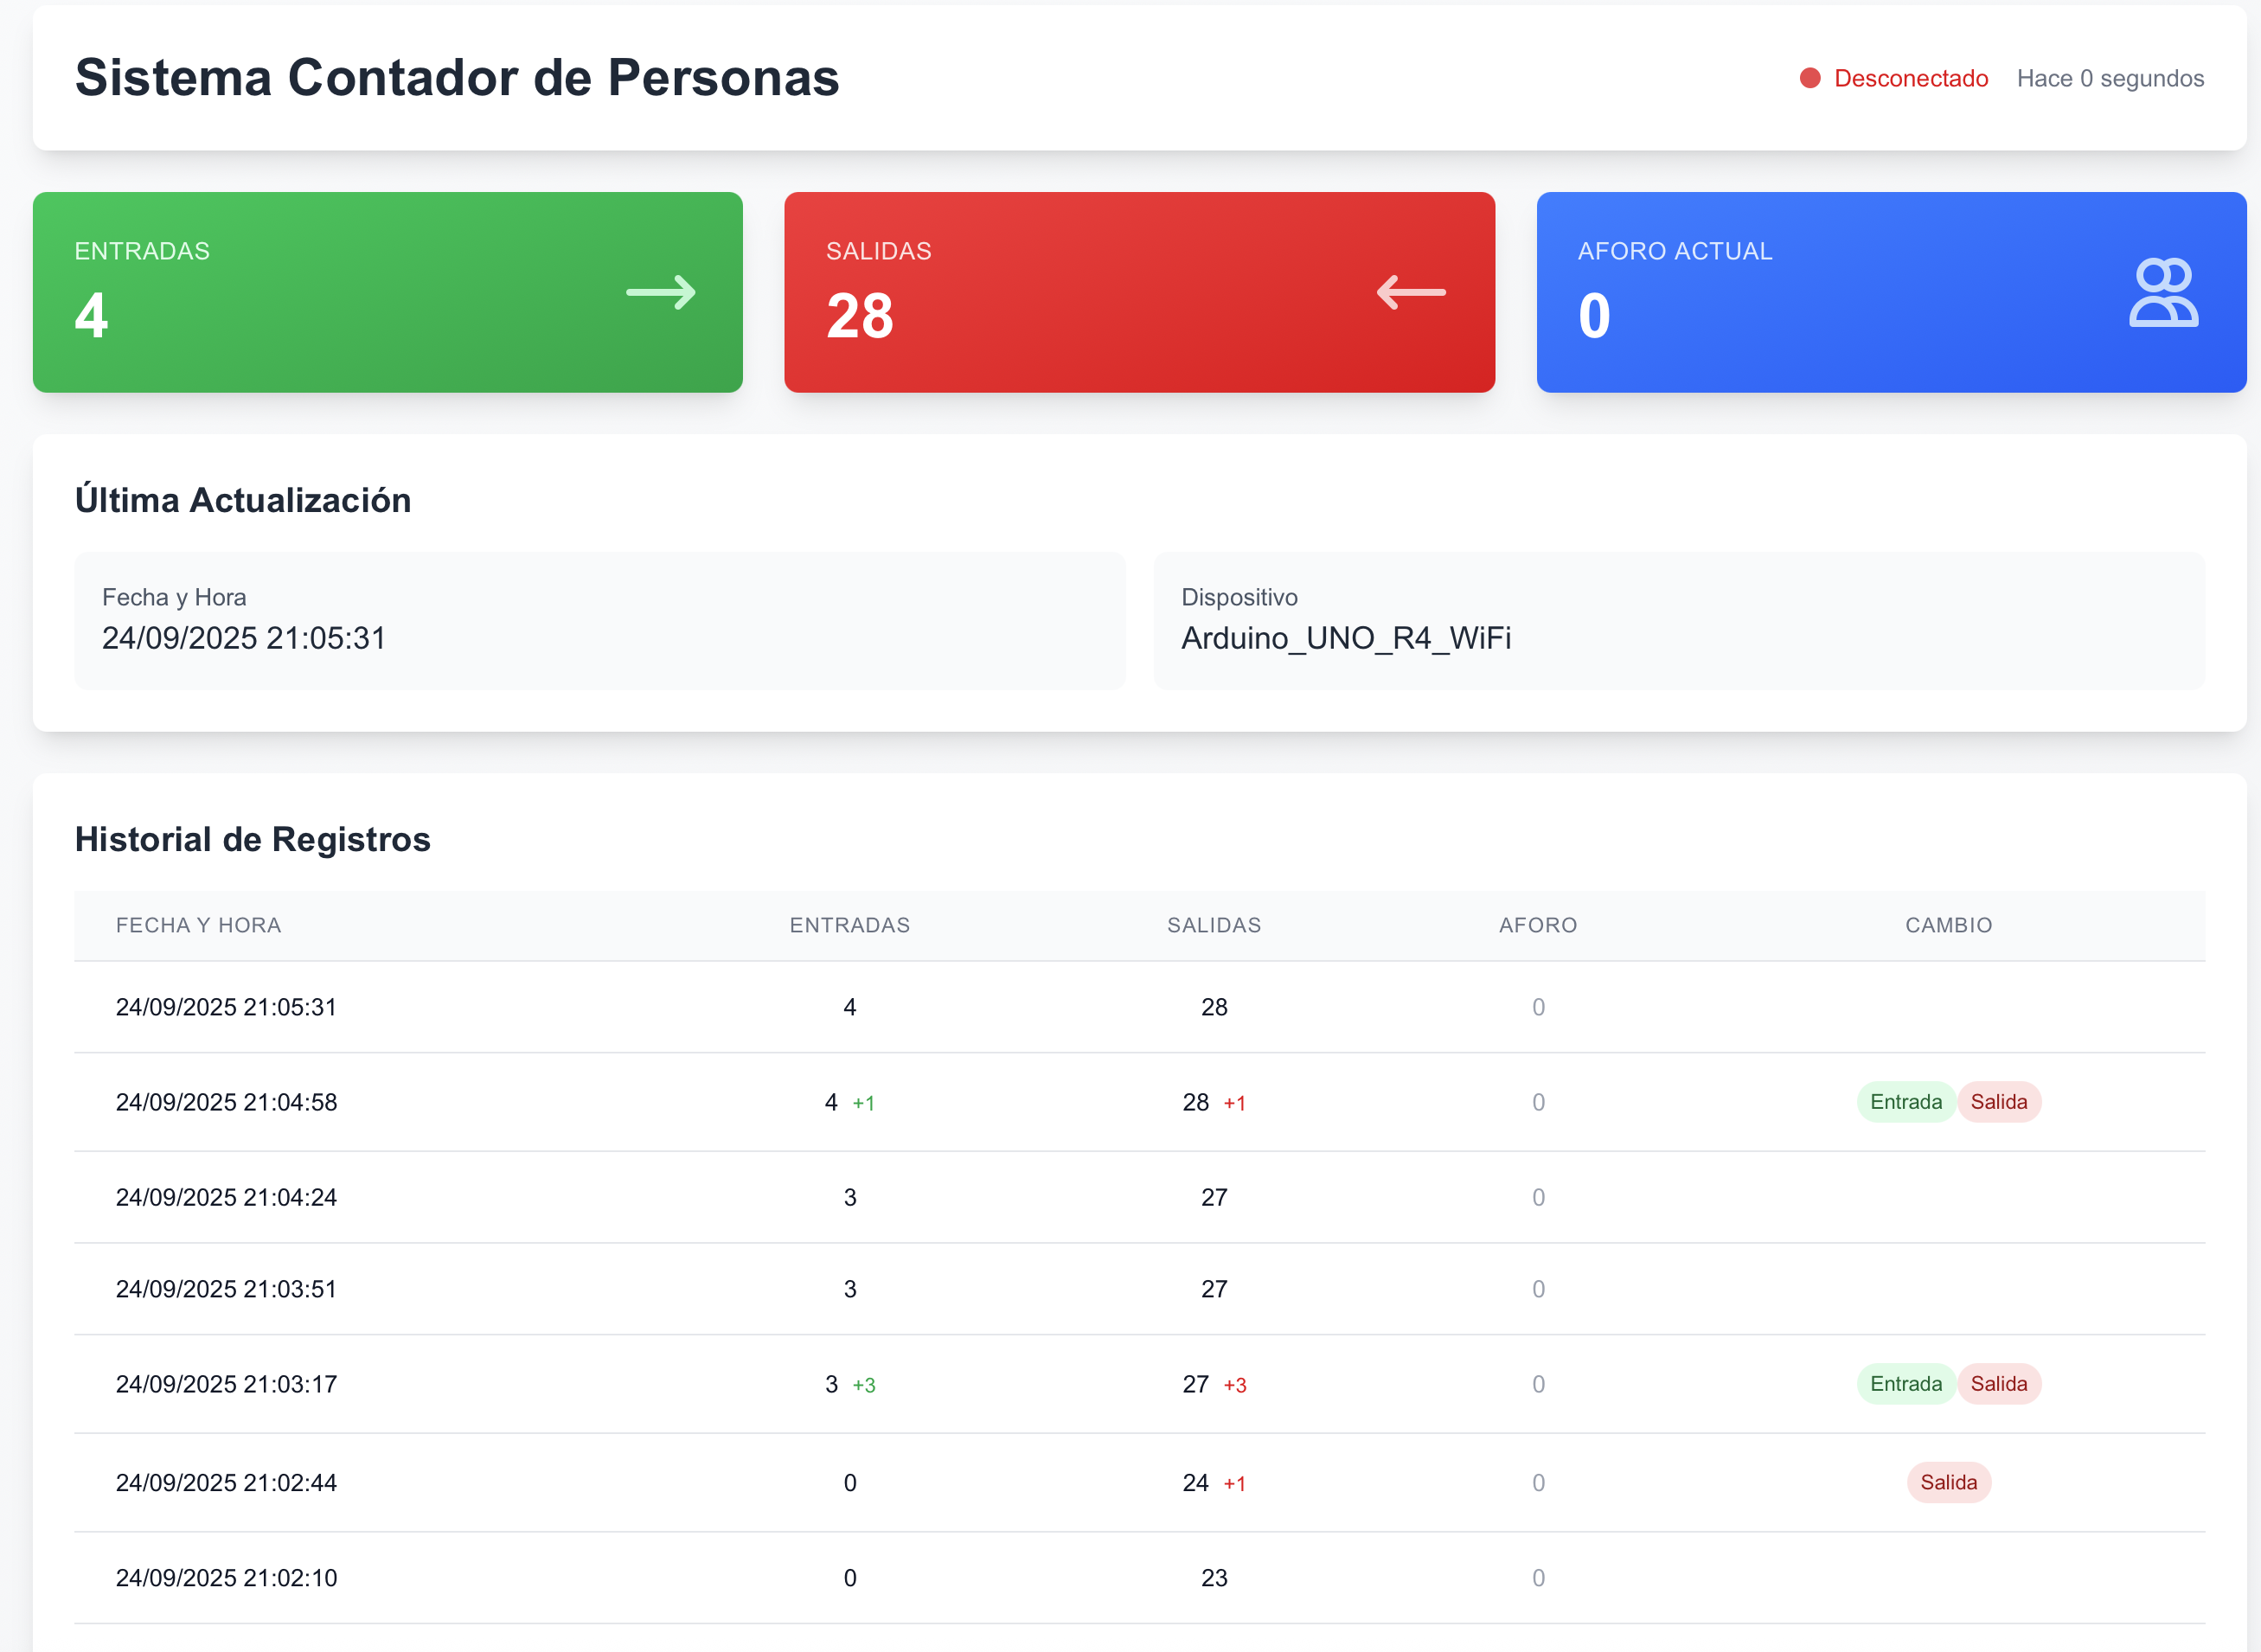 Sistema Contador de Personas
Desconectado Hace 0 segundos
ENTRADAS
4
SALIDAS
28
AFORO ACTUAL
0
Última Actualización
Fecha y Hora
24/09/2025 21:05:31
Dispositivo
Arduino_UNO_R4_WiFi
Historial de Registros
FECHA Y HORA ENTRADAS SALIDAS AFORO CAMBIO
24/09/2025 21:05:31 4 28 0
24/09/2025 21:04:58 4 +1 28 +1 0 Entrada Salida
24/09/2025 21:04:24 3 27 0
24/09/2025 21:03:51 3 27 0
24/09/2025 21:03:17 3 +3 27 +3 0 Entrada Salida
24/09/2025 21:02:44 0 24 +1 0 Salida
24/09/2025 21:02:10 0 23 0